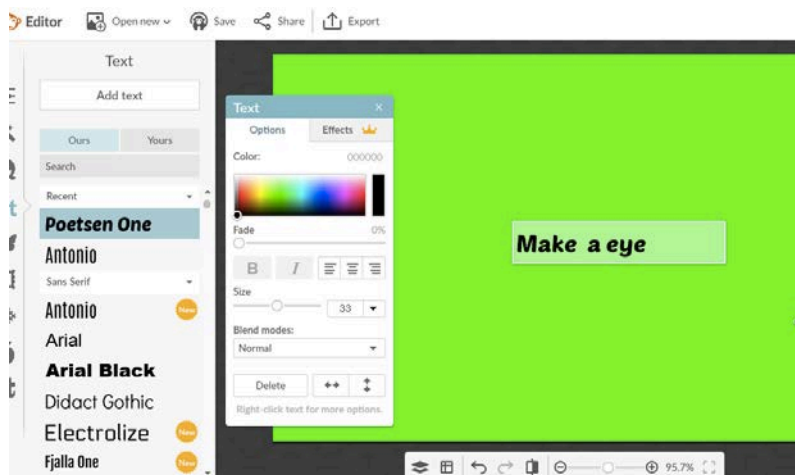 Editor Open new Save Share Export
Text
Add text
Ours Yours
Search
Recent
Poetsen One
Antonio
Sans Serif
Antonio New
Arial
Arial Black
Didact Gothic
Electrolize New
Fjalla One New
Text ×
Options Effects
Color: 000000
Fade 0%
B I
Size
33
Blend modes:
Normal
Delete
Right-click text for more options.
Make a eye
95.7%